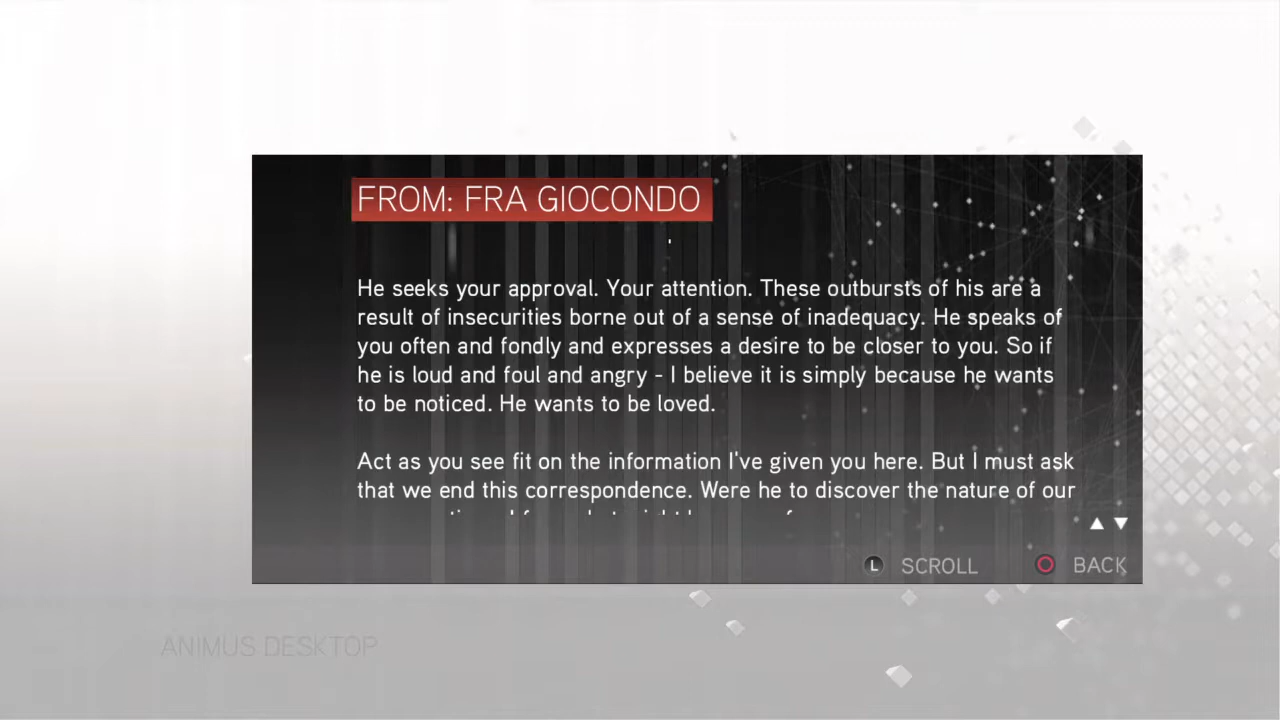 FROM: FRA GIOCONDO
He seeks your approval. Your attention. These outbursts of his are a
result of insecurities borne out of a sense of inadequacy. He speaks of
you often and fondly and expresses a desire to be closer to you. So if
he is loud and foul and angry - I believe it is simply because he wants
to be noticed. He wants to be loved.
Act as you see fit on the information I've given you here. But I must ask
that we end this correspondence. Were he to discover the nature of our
L SCROLL BACK
ANIMUS DESKTOP